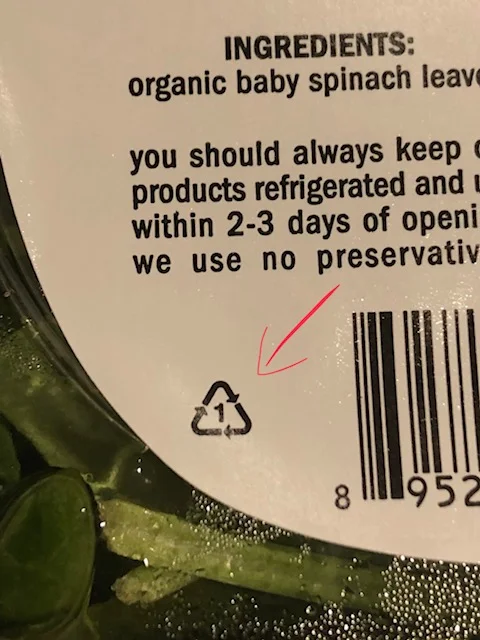 INGREDIENTS:
organic baby spinach leave
you should always keep
products refrigerated and
within 2-3 days of openi
we use no preservativ
1
8 952